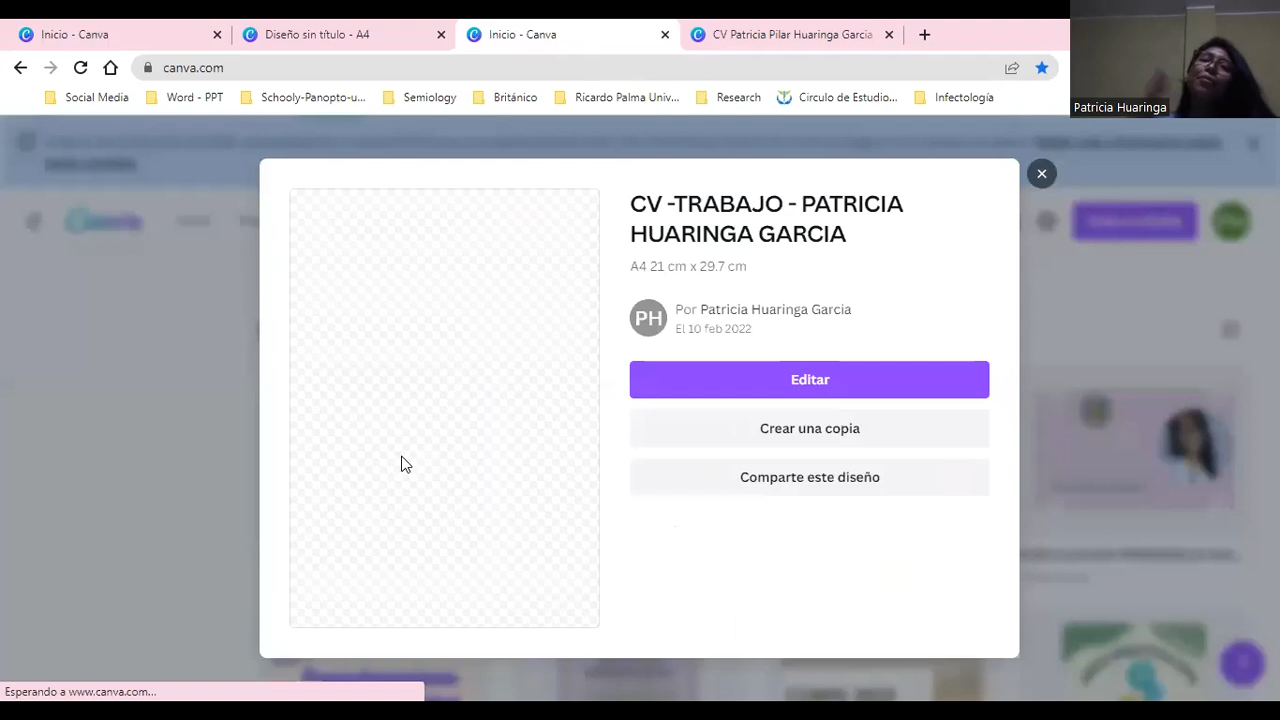 Inicio - Canva
Diseño sin título - A4
Inicio - Canva
CV Patricia Pilar Huaringa Garcia
canva.com
Social Media
Word - PPT
Schooly-Panopto-u...
Semiology
Británico
Ricardo Palma Univ...
Research
Circulo de Estudio...
Infectología
Patricia Huaringa
CV -TRABAJO - PATRICIA
HUARINGA GARCIA
A4 21 cm x 29.7 cm
PH
Por Patricia Huaringa Garcia
El 10 feb 2022
Editar
Crear una copia
Comparte este diseño
Esperando a www.canva.com...